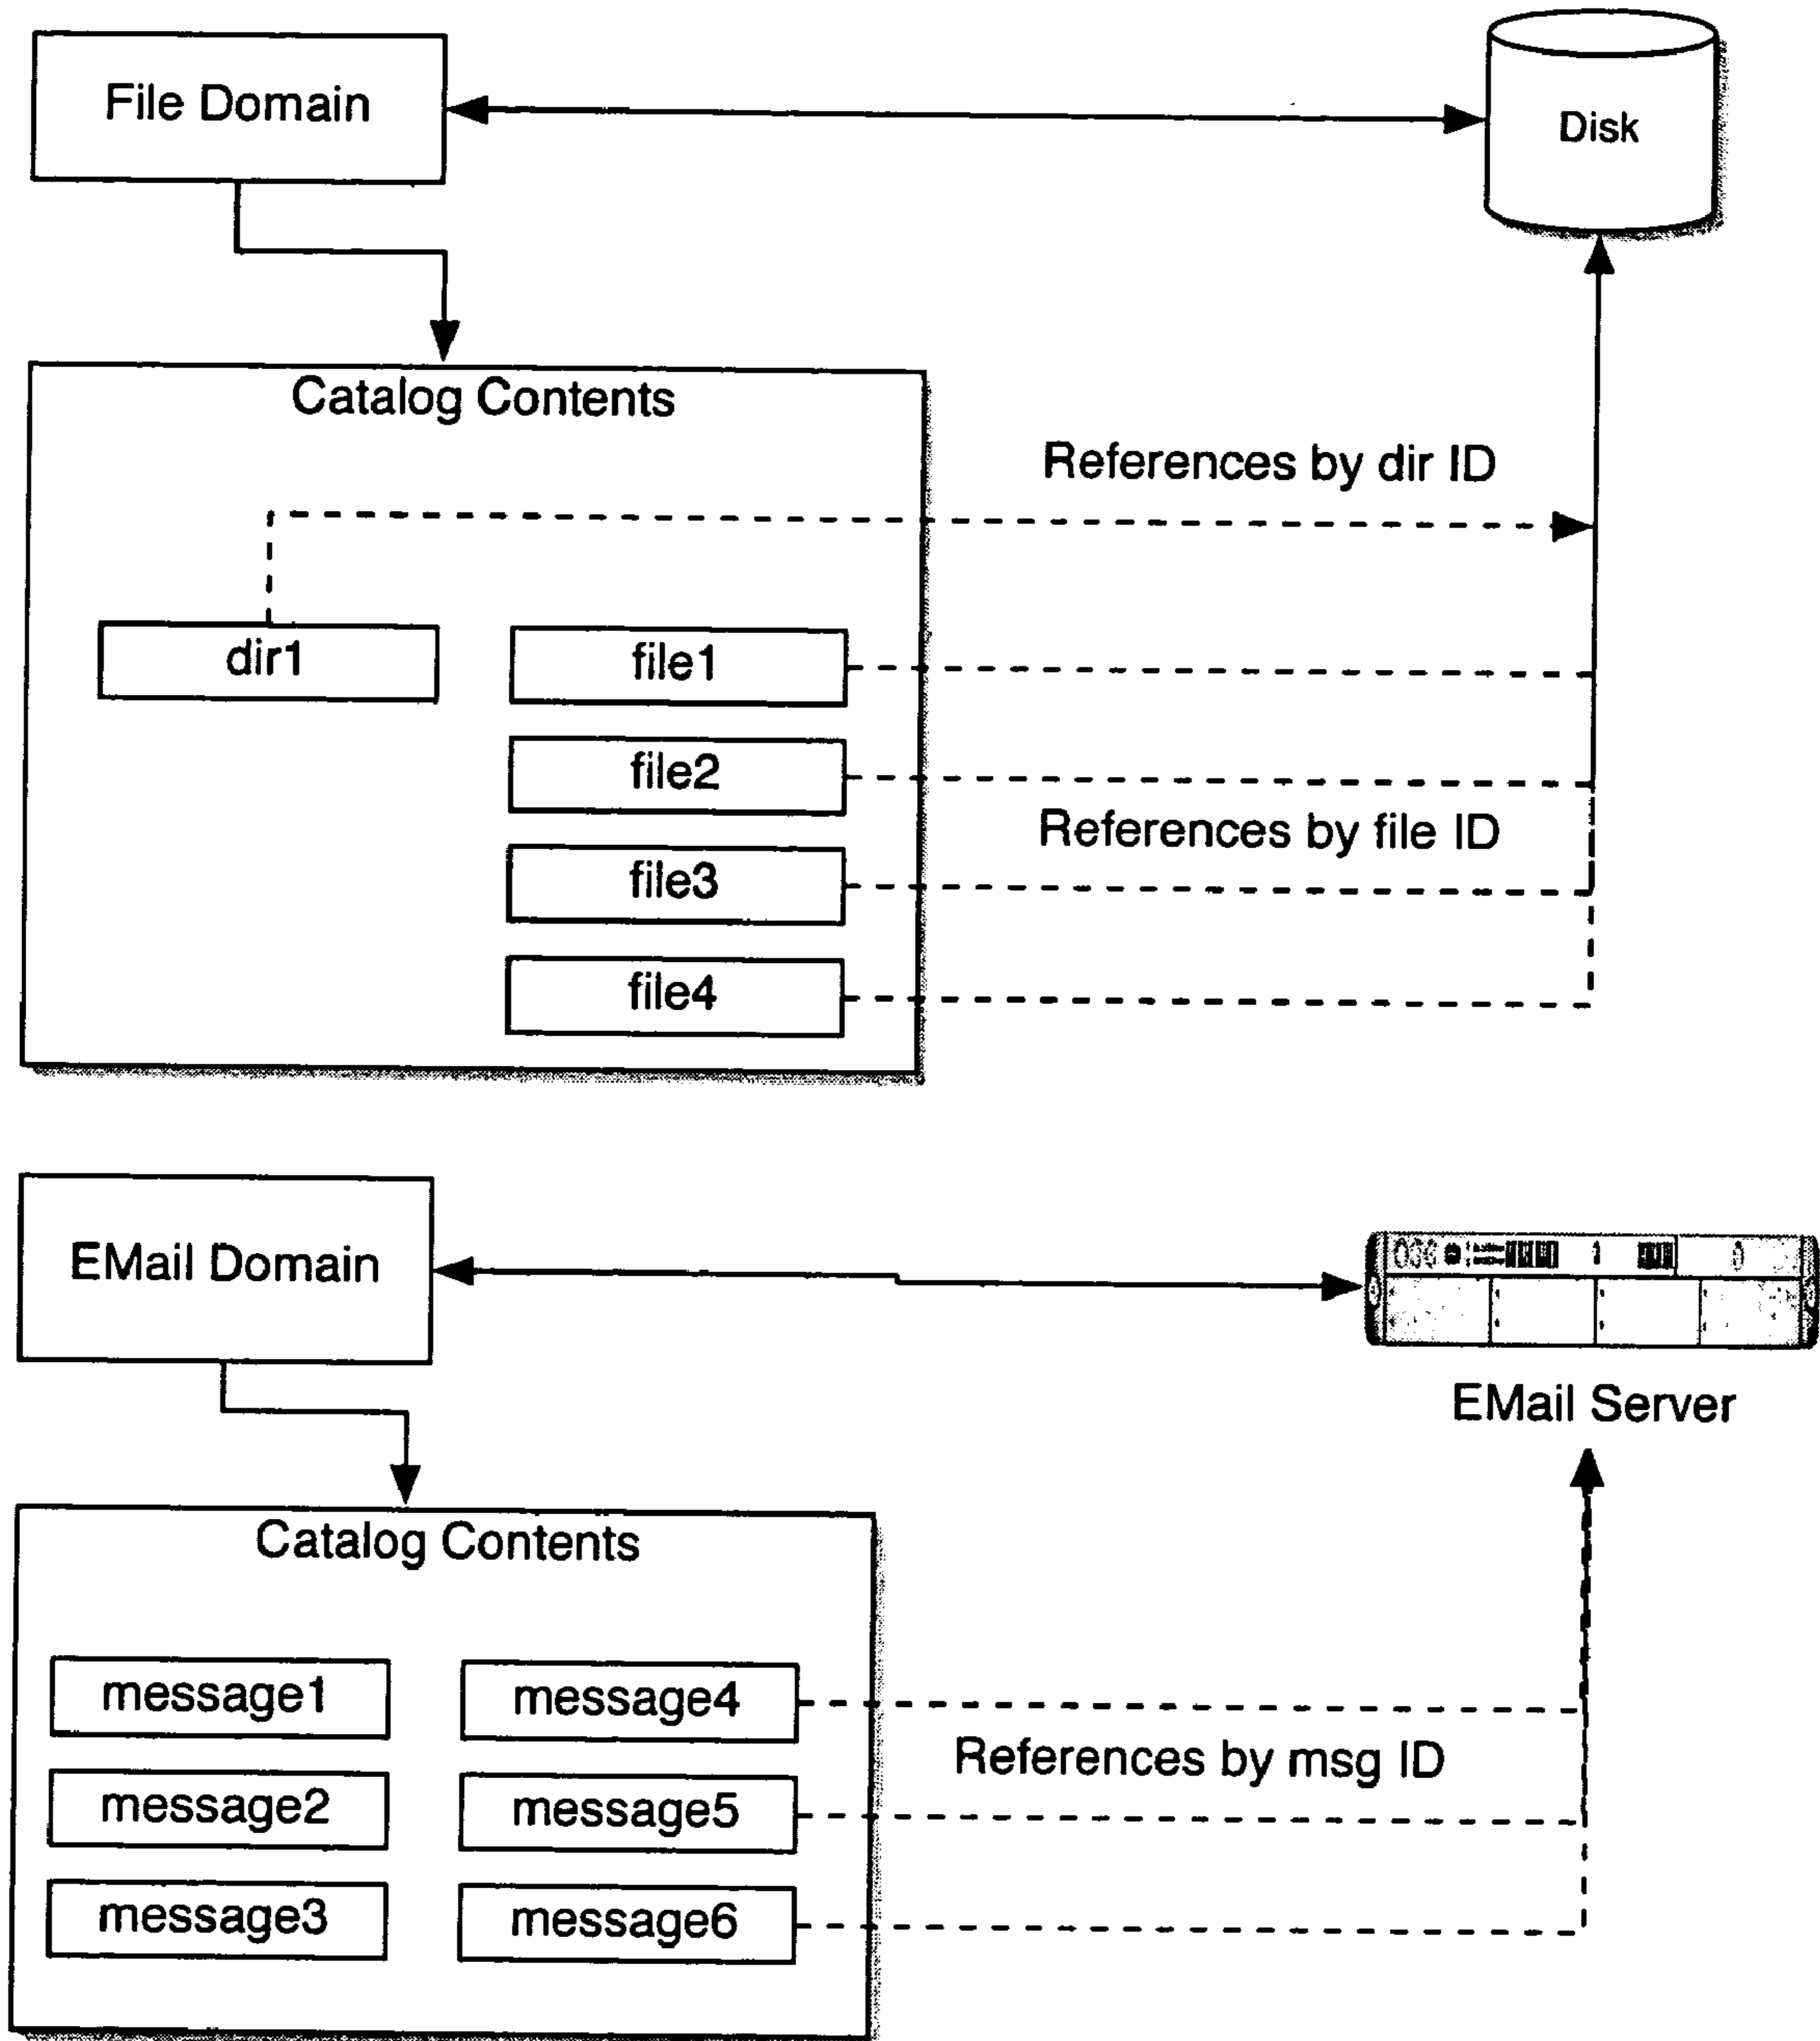 File Domain
Disk
Catalog Contents
References by dir ID
dir1
file1
file2
References by file ID
file3
file4
EMail Domain
EMail Server
Catalog Contents
message1
message4
References by msg ID
message2
message5
message3
message6